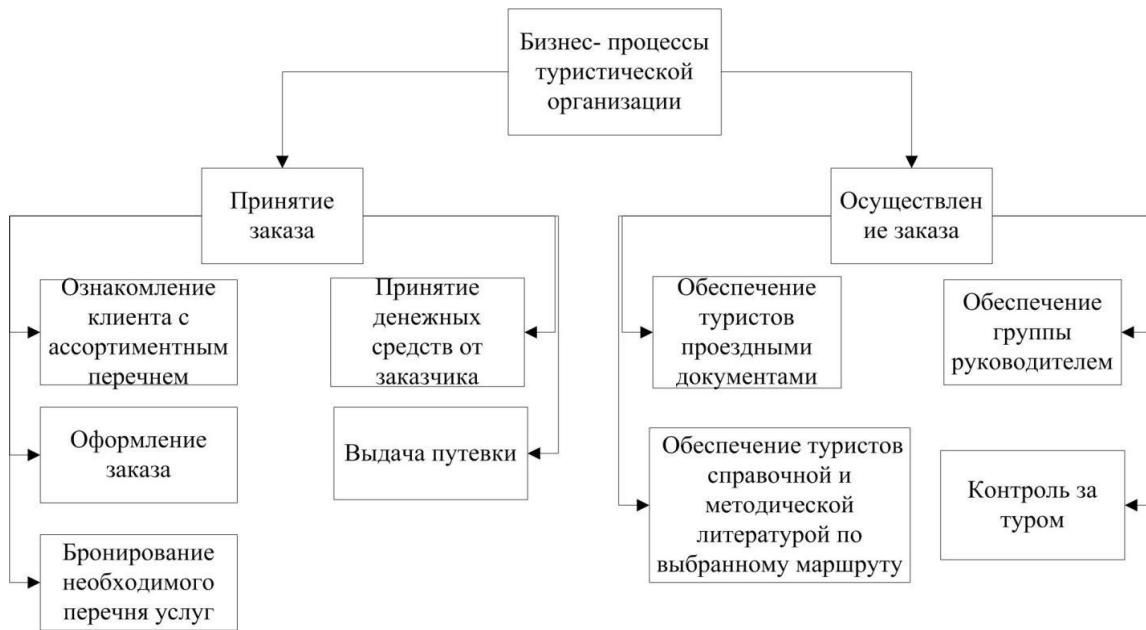 Бизнес- процессы
туристической
организации
Принятие
заказа
Осуществлен
ие заказа
Ознакомление
клиента с
ассортиментным
перечнем
Принятие
денежных
средств от
заказчика
Обеспечение
туристов
проездными
документами
Обеспечение
группы
руководителем
Оформление
заказа
Выдача путевки
Обеспечение туристов
справочной и
методической
литературой по
выбранному маршруту
Контроль за
туром
Бронирование
необходимого
перечня услуг